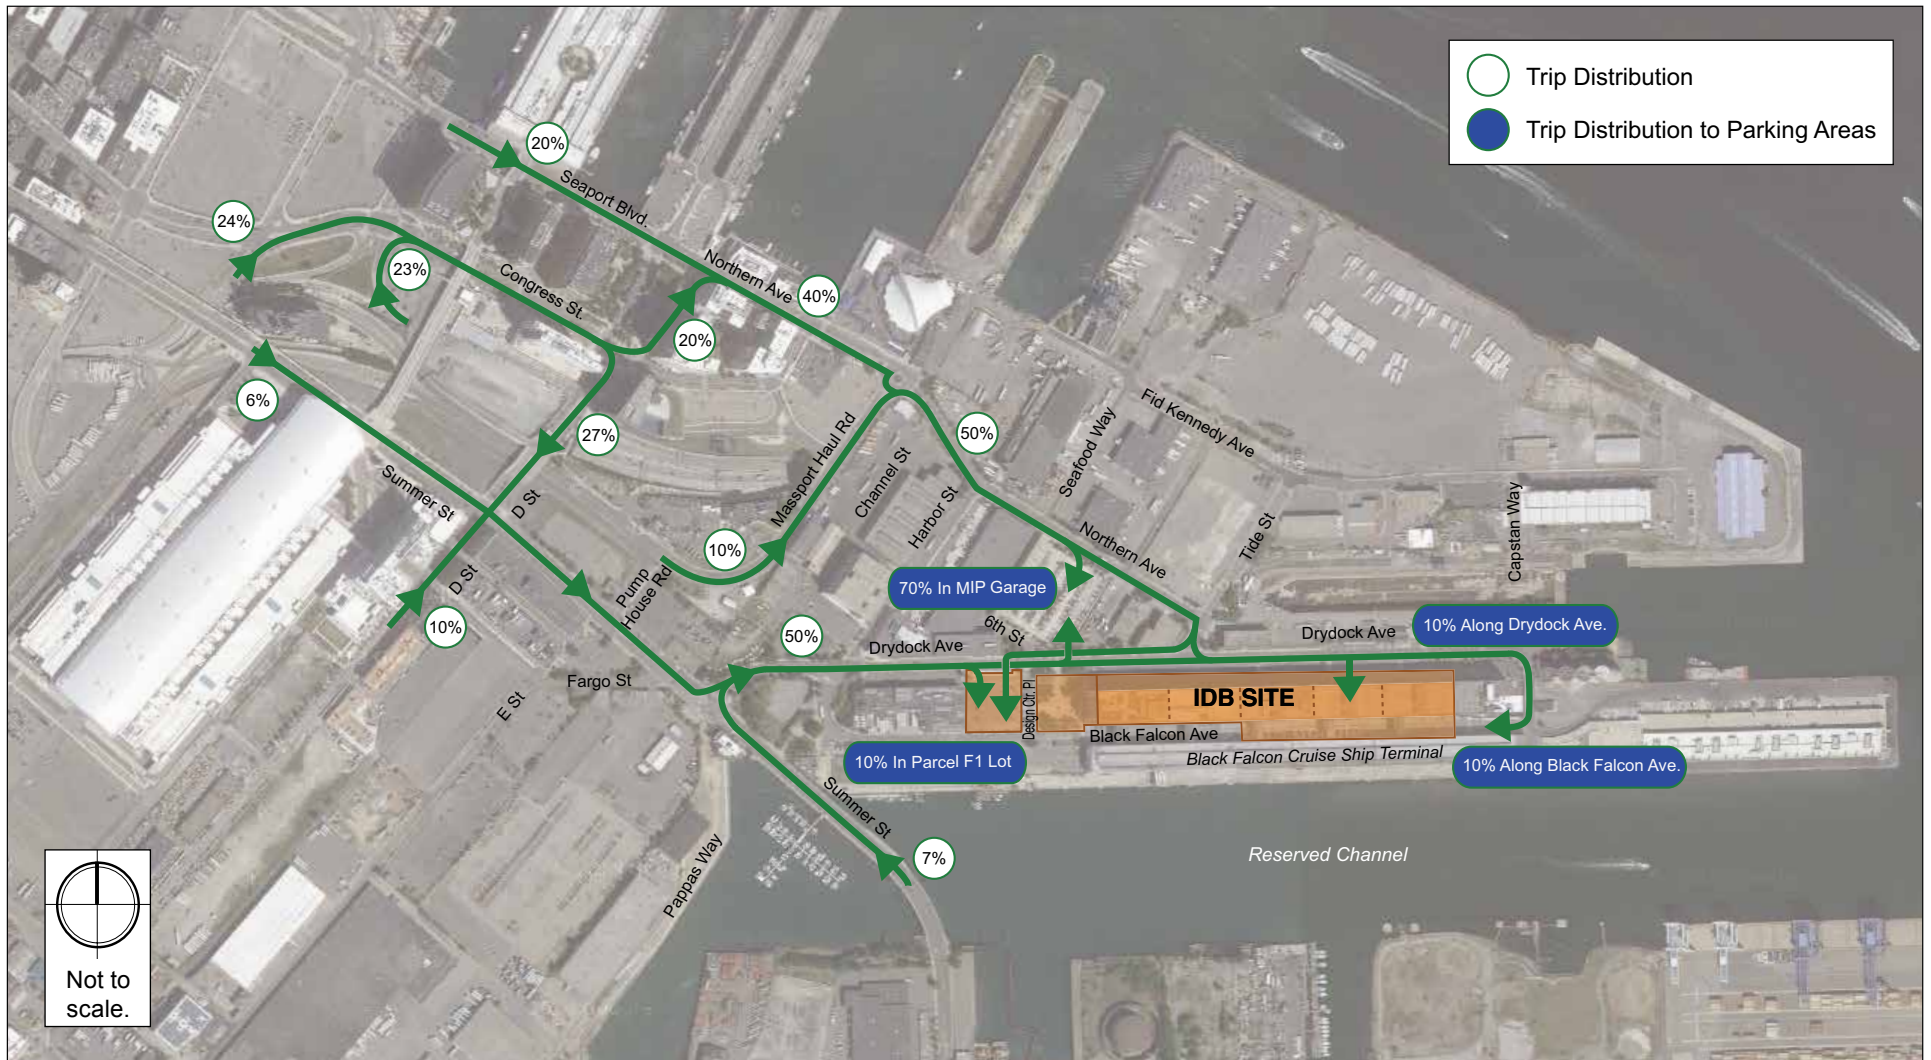 Trip Distribution
Trip Distribution to Parking Areas
20%
Seaport Blvd.
24%
23%
Congress St.
Northern Ave
40%
20%
6%
27%
Summer St
D St
D St
10%
Massport Haul Rd
Channel St
Harbor St
50%
Seafood Way
Fid Kennedy Ave
Tide St
Capstan Way
Northern Ave
10%
Pump
House Rd
70% In MIP Garage
50%
Drydock Ave
6th St
Drydock Ave
10% Along Drydock Ave.
Fargo St
E St
Design Ctr. Pl
IDB SITE
Black Falcon Ave
Black Falcon Cruise Ship Terminal
10% In Parcel F1 Lot
10% Along Black Falcon Ave.
Summer St
7%
Pappas Way
Reserved Channel
Not to
scale.